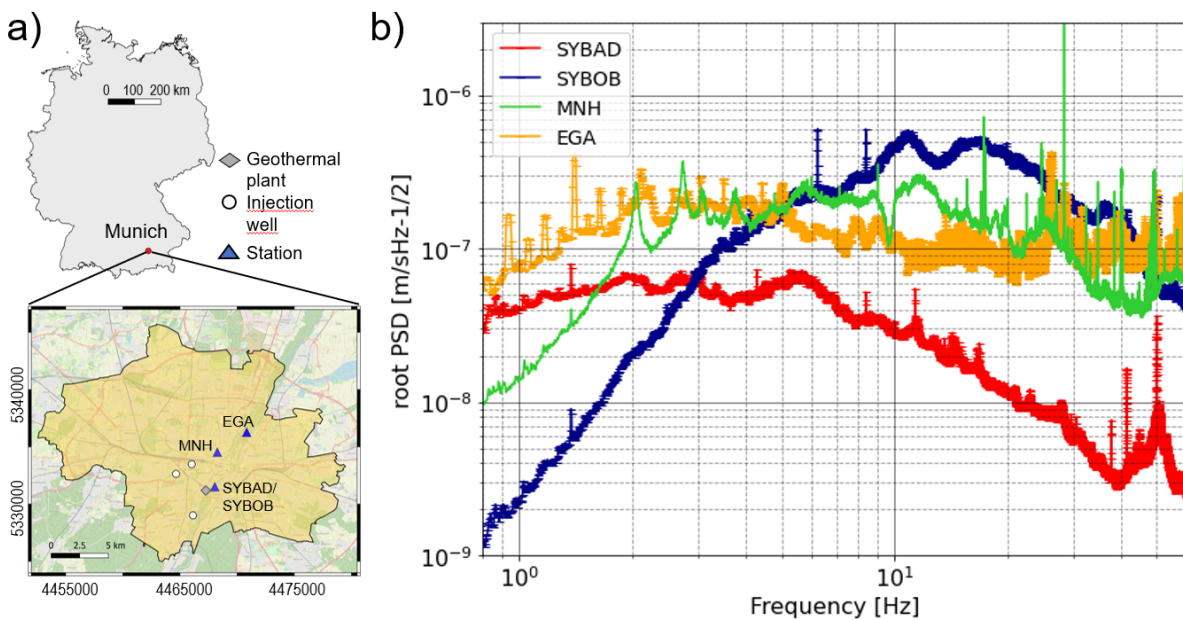 a)
0 100 200 km
Geothermal
plant
Injection
well
Station
Munich
5340000
5330000
EGA
MNH
SYBAD/
SYBOB
0 2.5 5 km
4455000 4465000 4475000
b)
SYBAD
SYBOB
MNH
EGA
root PSD [m/sHz-1/2]
10⁻⁶
10⁻⁷
10⁻⁸
10⁻⁹
10⁰ 10¹
Frequency [Hz]